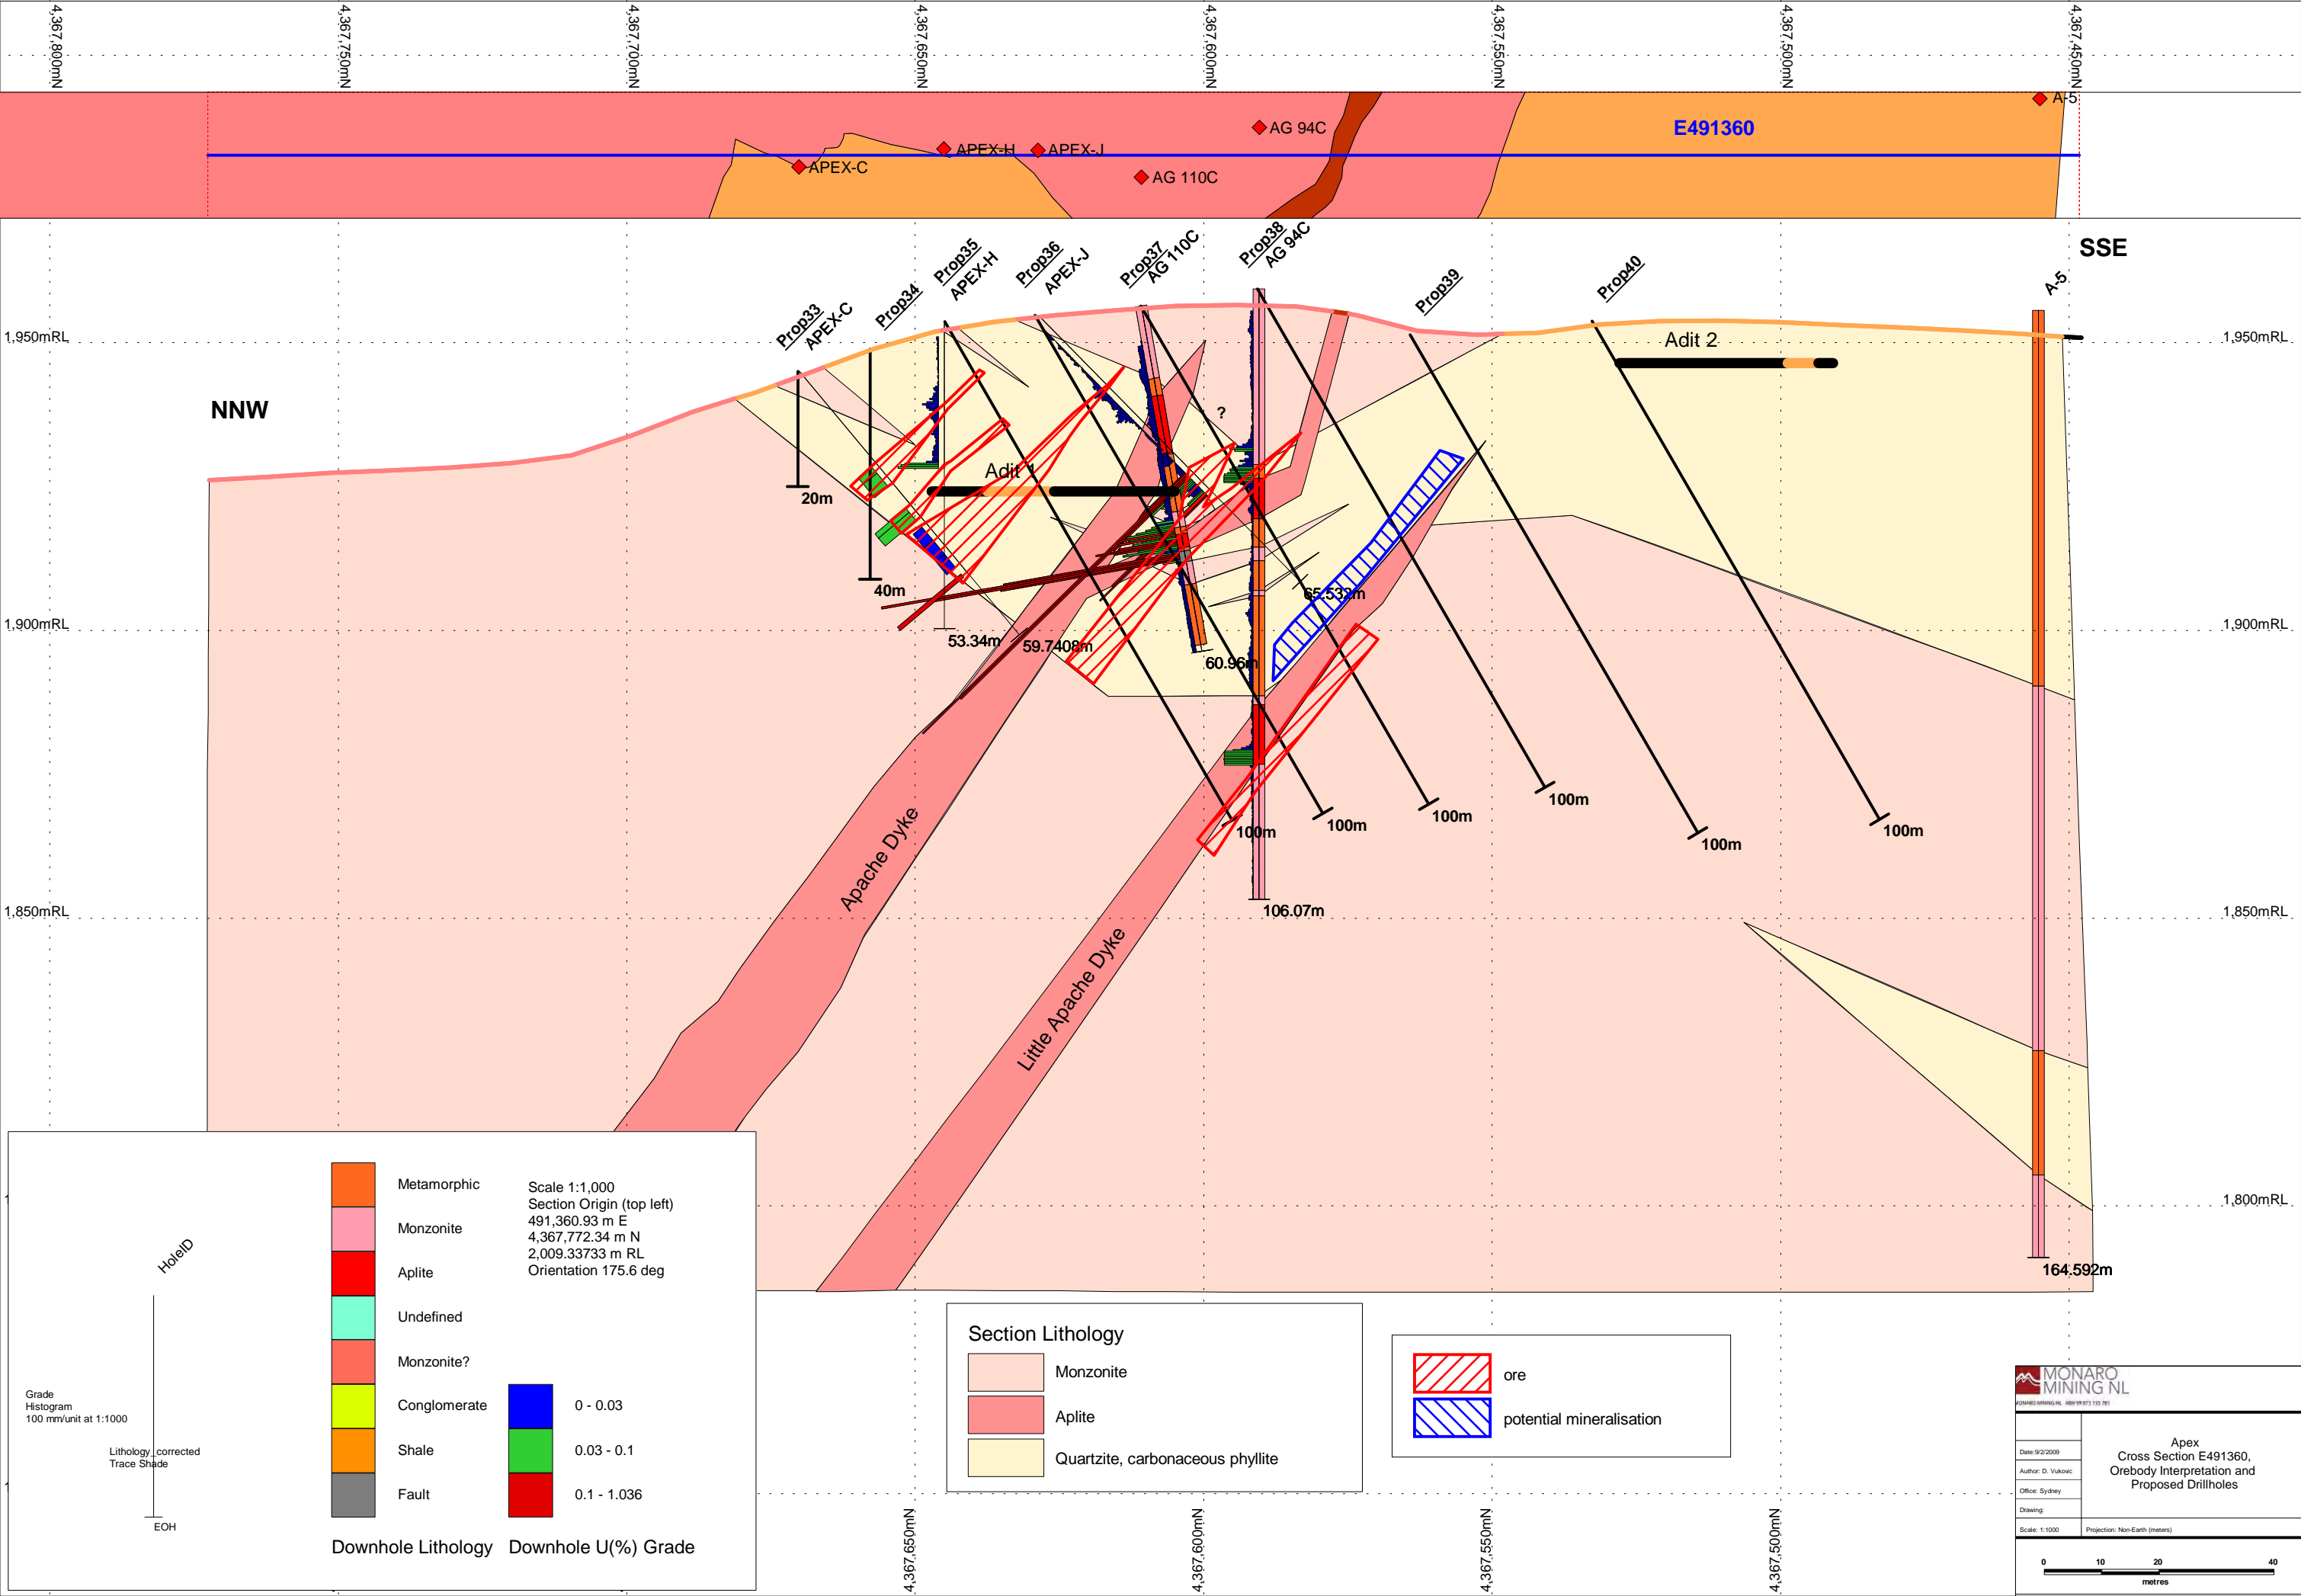 4,367,800mN
4,367,750mN
4,367,700mN
4,367,650mN
4,367,600mN
4,367,550mN
4,367,500mN
4,367,450mN
A-5
E491360
AG 94C
APEX-H
APEX-J
APEX-C
AG 110C
SSE
NNW
Prop33
APEX-C
Prop34
Prop35
APEX-H
Prop36
APEX-J
Prop37
AG 110C
Prop38
AG 94C
Prop39
Prop40
A-5
1,950mRL
1,950mRL
Adit 2
?
Adit 1
20m
40m
65.532m
1,900mRL
1,900mRL
53.34m
59.7408m
60.96m
100m
100m
100m
100m
100m
100m
Apache Dyke
1,850mRL
1,850mRL
106.07m
Little Apache Dyke
1,800mRL
164.592m
HoleID
Grade
Histogram
100 mm/unit at 1:1000
Lithology_corrected
Trace Shade
EOH
Metamorphic
Monzonite
Aplite
Undefined
Monzonite?
Conglomerate
Shale
Fault
Downhole Lithology
Scale 1:1,000
Section Origin (top left)
491,360.93 m E
4,367,772.34 m N
2,009.33733 m RL
Orientation 175.6 deg
0 - 0.03
0.03 - 0.1
0.1 - 1.036
Downhole U(%) Grade
Section Lithology
Monzonite
Aplite
Quartzite, carbonaceous phyllite
ore
potential mineralisation
4,367,650mN
4,367,600mN
4,367,550mN
4,367,500mN
MONARO
MINING NL
Date:9/2/2009
Author: D. Vukovic
Office: Sydney
Drawing:
Scale: 1:1000
Apex
Cross Section E491360,
Orebody Interpretation and
Proposed Drillholes
Projection: Non-Earth (meters)
0 10 20 40
metres